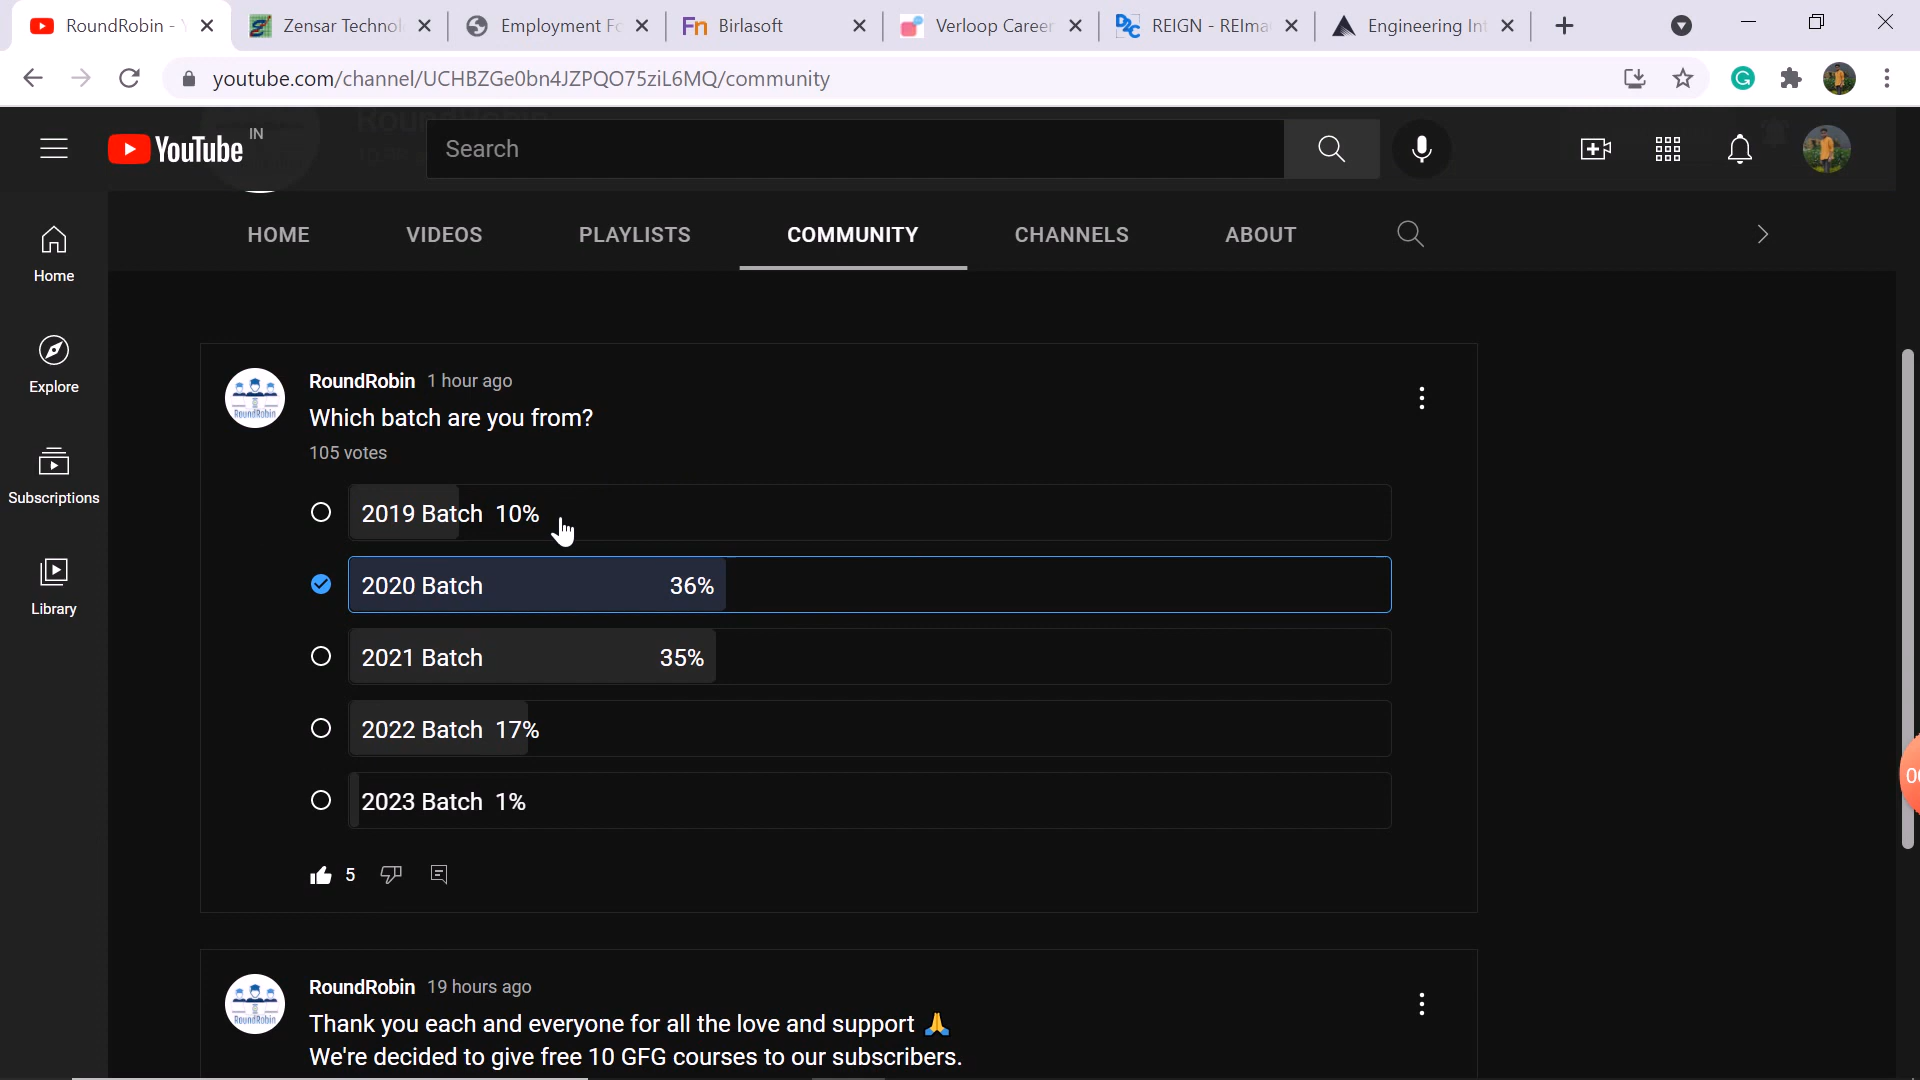 RoundRobin - Y
Zensar Technol
Employment Fo
Birlasoft
Verloop Career
REIGN - REIma
Engineering Int
youtube.com/channel/UCHBZGe0bn4JZPQO75ziL6MQ/community
YouTube IN
Search
HOME VIDEOS PLAYLISTS COMMUNITY CHANNELS ABOUT
Home
Explore
Subscriptions
Library
RoundRobin 1 hour ago
Which batch are you from?
105 votes
2019 Batch 10%
2020 Batch 36%
2021 Batch 35%
2022 Batch 17%
2023 Batch 1%
5
RoundRobin 19 hours ago
Thank you each and everyone for all the love and support 🙏
We're decided to give free 10 GFG courses to our subscribers.